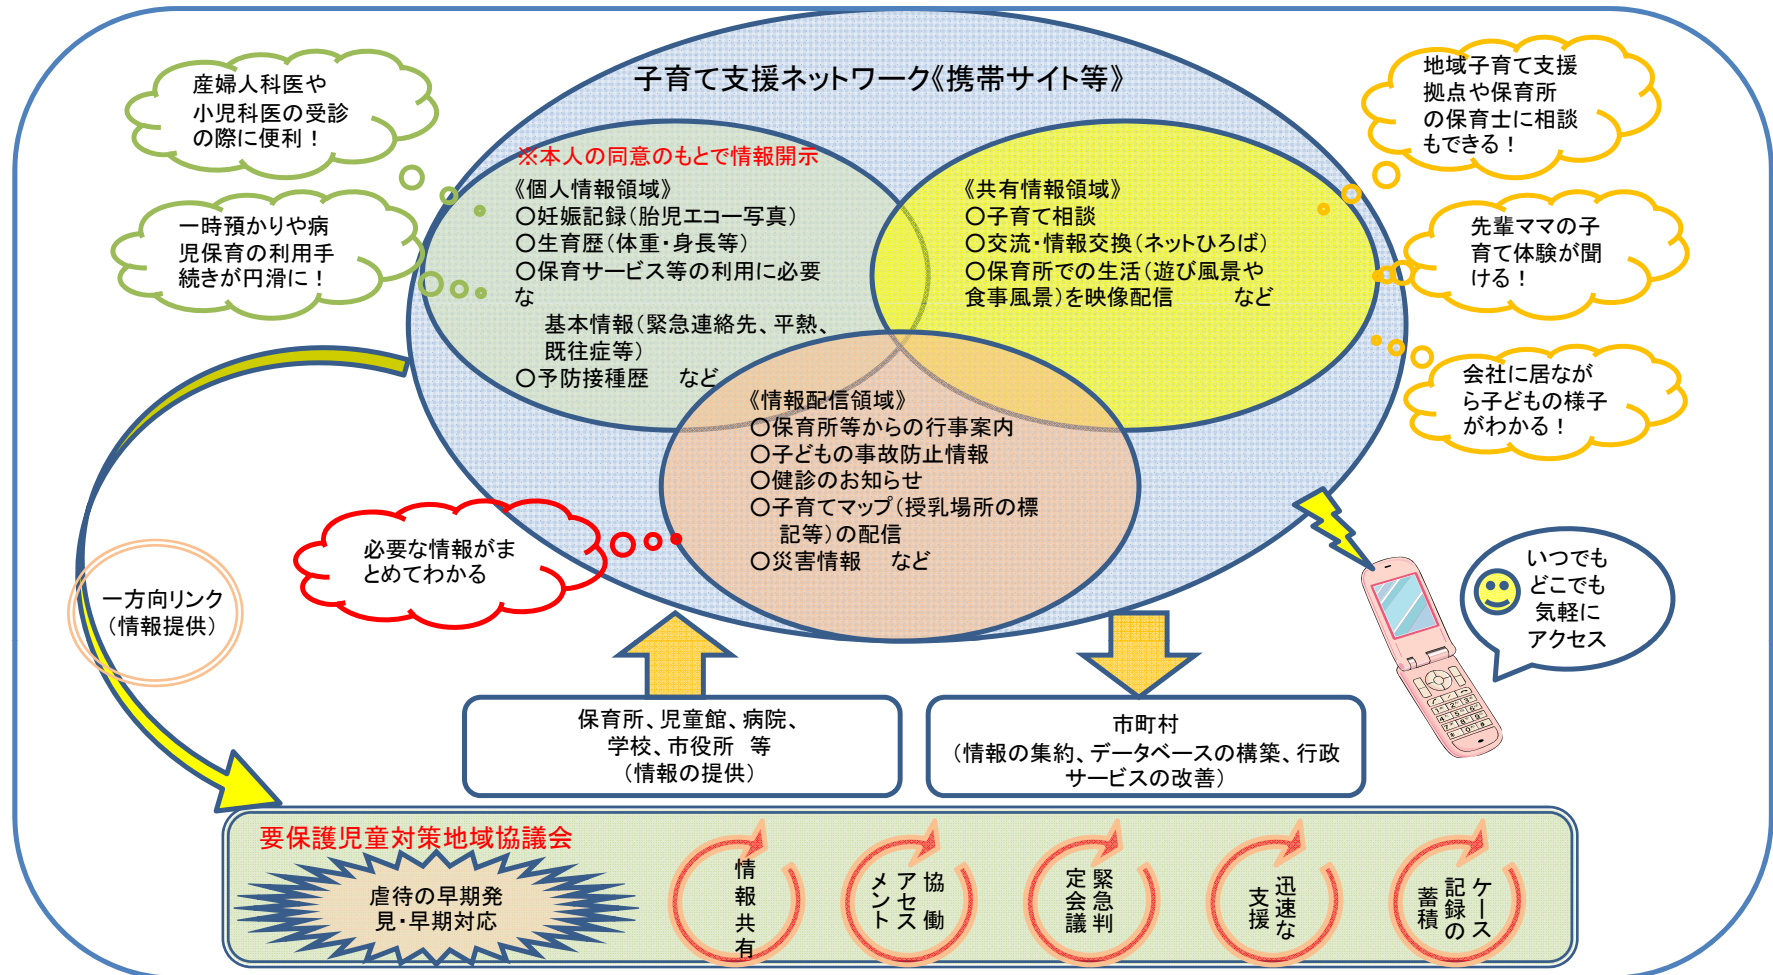 子育て支援ネットワーク《携帯サイト等》
産婦人科医や
小児科医の受診
の際に便利！
一時預かりや病
児保育の利用手
続きが円滑に！
※本人の同意のもとで情報開示
《個人情報領域》
○妊娠記録（胎児エコー写真）
○生育歴（体重・身長等）
○保育サービス等の利用に必要
な
基本情報（緊急連絡先、平熱、
既往症等）
○予防接種歴　など
《共有情報領域》
○子育て相談
○交流・情報交換（ネットひろば）
○保育所での生活（遊び風景や
食事風景）を映像配信　　など
地域子育て支援
拠点や保育所
の保育士に相談
もできる！
先輩ママの子
育て体験が聞
ける！
会社に居なが
ら子どもの様子
がわかる！
《情報配信領域》
○保育所等からの行事案内
○子どもの事故防止情報
○健診のお知らせ
○子育てマップ（授乳場所の標
記等）の配信
○災害情報　など
必要な情報がま
とめてわかる
一方向リンク
（情報提供）
いつでも
どこでも
気軽に
アクセス
保育所、児童館、病院、
学校、市役所　等
（情報の提供）
市町村
（情報の集約、データベースの構築、行政
サービスの改善）
要保護児童対策地域協議会
虐待の早期発
見・早期対応
情報共有
協働
アセス
メント
緊急判
定会議
迅速な
支援
ケース
記録の
蓄積